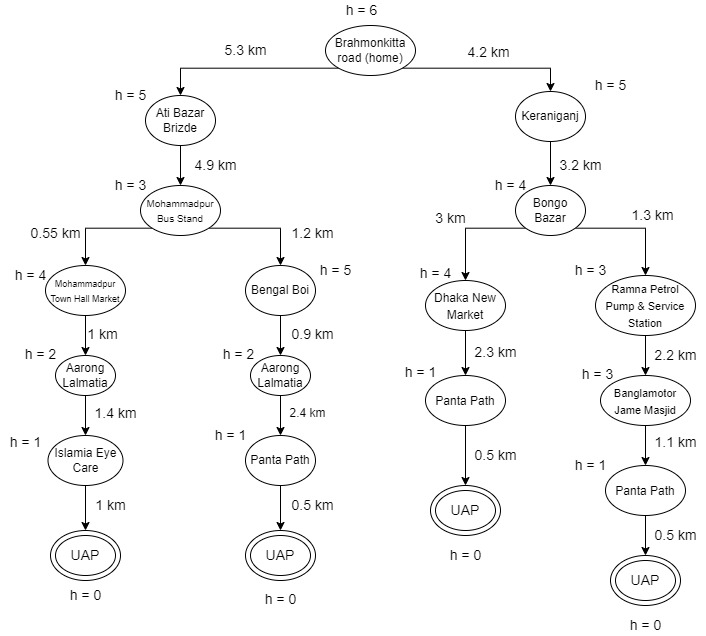 h = 6
Brahmonkitta
road (home)
5.3 km
4.2 km
h = 5
Ati Bazar
Brizde
h = 5
Keraniganj
4.9 km
3.2 km
h = 3
Mohammadpur
Bus Stand
h = 4
Bongo
Bazar
0.55 km
1.2 km
3 km
1.3 km
h = 4
Mohammadpur
Town Hall Market
h = 5
Bengal Boi
h = 4
Dhaka New
Market
h = 3
Ramna Petrol
Pump & Service
Station
1 km
0.9 km
2.3 km
2.2 km
h = 2
Aarong
Lalmatia
h = 2
Aarong
Lalmatia
h = 1
Panta Path
h = 3
Banglamotor
Jame Masjid
1.4 km
2.4 km
0.5 km
1.1 km
h = 1
Islamia Eye
Care
h = 1
Panta Path
UAP
h = 0
h = 1
Panta Path
1 km
0.5 km
0.5 km
UAP
h = 0
UAP
h = 0
UAP
h = 0